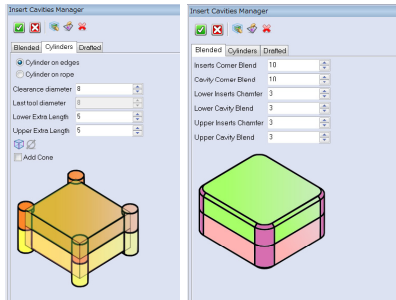 Insert Cavities Manager
Blended Cylinders Drafted
Cylinder on edges
Cylinder on rope
Clearance diameter 8
Last tool diameter 8
Lower Extra Length 5
Upper Extra Length 5
Add Cone
Insert Cavities Manager
Blended Cylinders Drafted
Inserts Corner Blend 10
Cavity Corner Blend 10
Lower Inserts Chamfer 3
Lower Cavity Blend 3
Upper Inserts Chamfer 3
Upper Cavity Blend 3